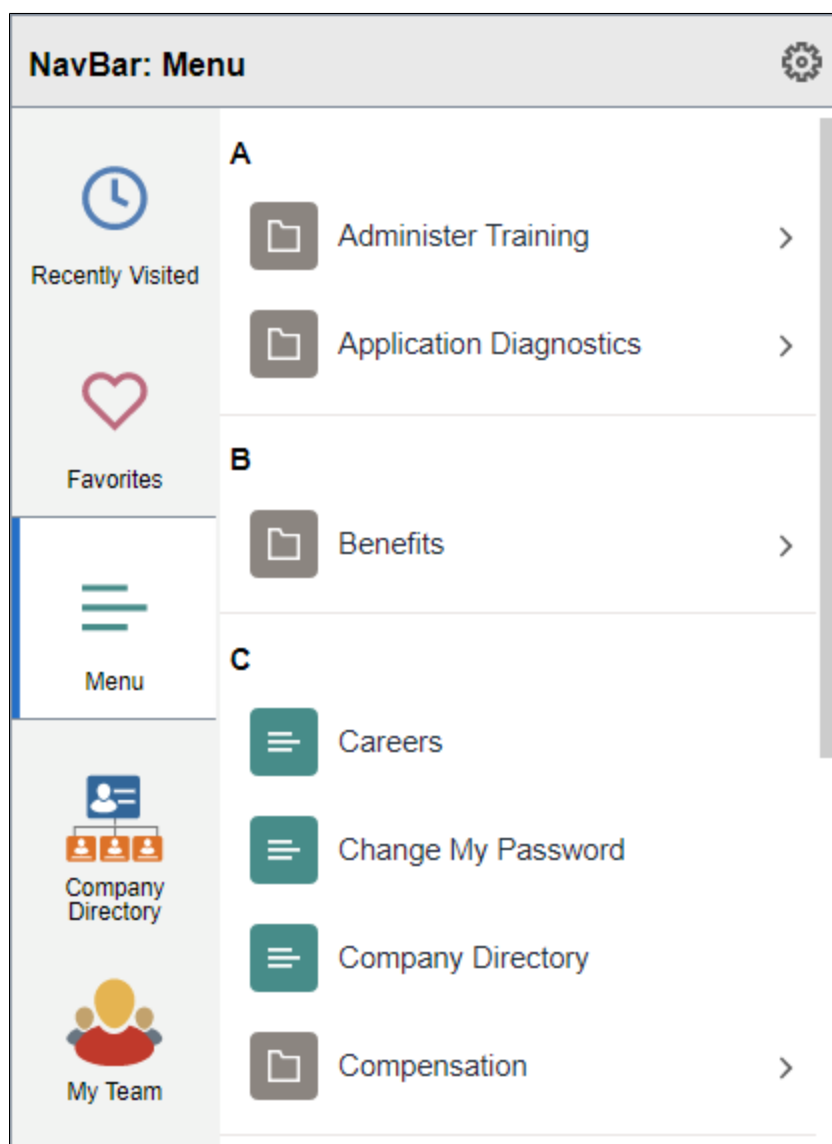 NavBar: Menu
Recently Visited
Favorites
Menu
Company
Directory
My Team
A
Administer Training
Application Diagnostics
B
Benefits
C
Careers
Change My Password
Company Directory
Compensation